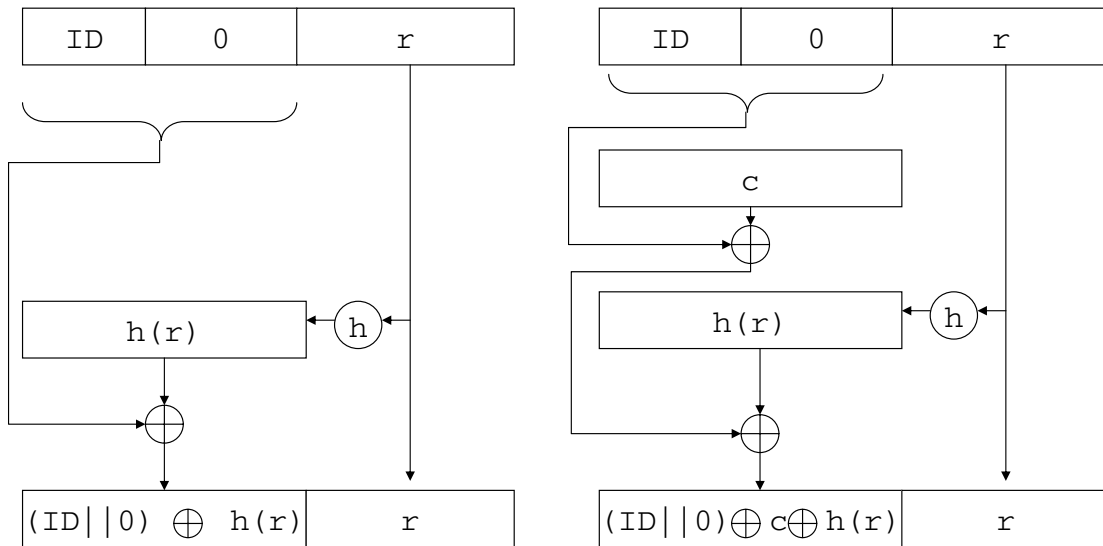 ID 0 r
h(r) h
(ID||0) ⊕ h(r) r
ID 0 r
c
h(r) h
(ID||0)⊕c⊕h(r) r